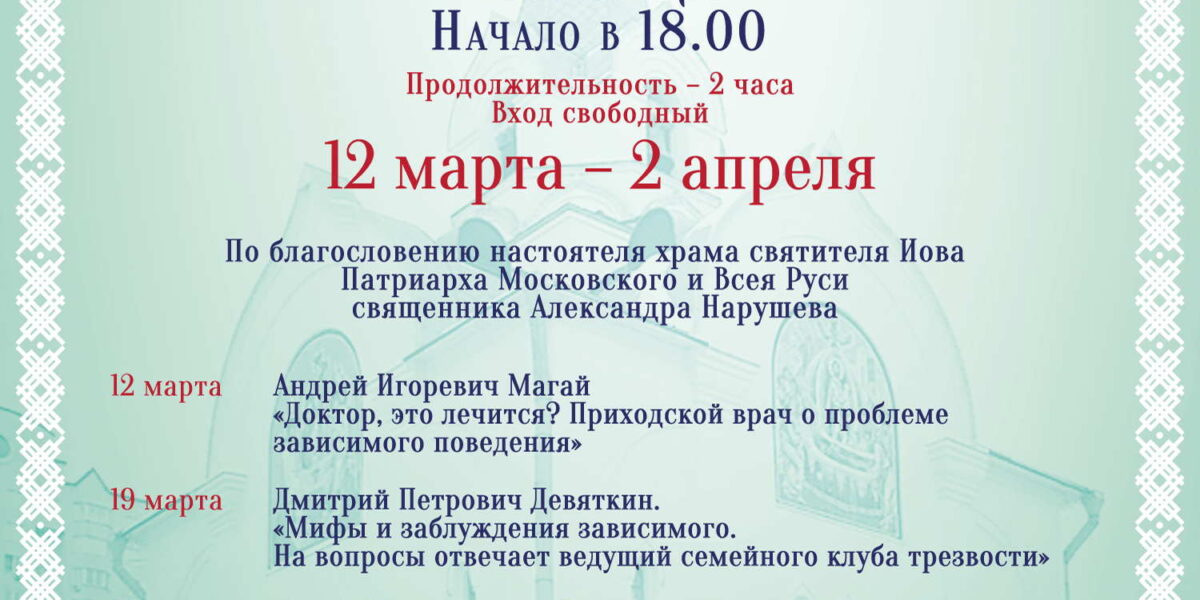 Начало в 18.00
Продолжительность – 2 часа
Вход свободный
12 марта – 2 апреля
По благословению настоятеля храма святителя Иова
Патриарха Московского и Всея Руси
священника Александра Нарушева
12 марта Андрей Игоревич Магай
«Доктор, это лечится? Приходской врач о проблеме
зависимого поведения»
19 марта Дмитрий Петрович Девяткин.
«Мифы и заблуждения зависимого.
На вопросы отвечает ведущий семейного клуба трезвости»